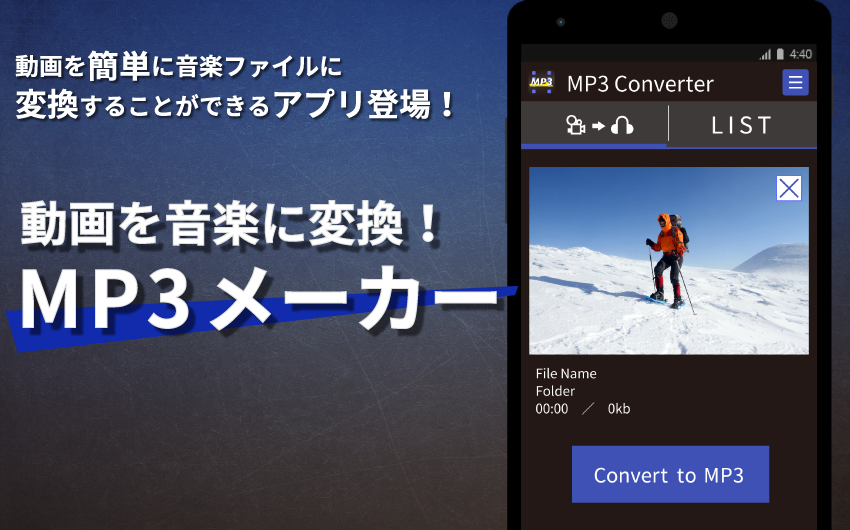 動画を簡単に音楽ファイルに
変換することができるアプリ登場！
動画を音楽に変換！
MP3メーカー
4:40
MP3
MP3 Converter
LIST
File Name
Folder
00:00 ／ 0kb
Convert to MP3